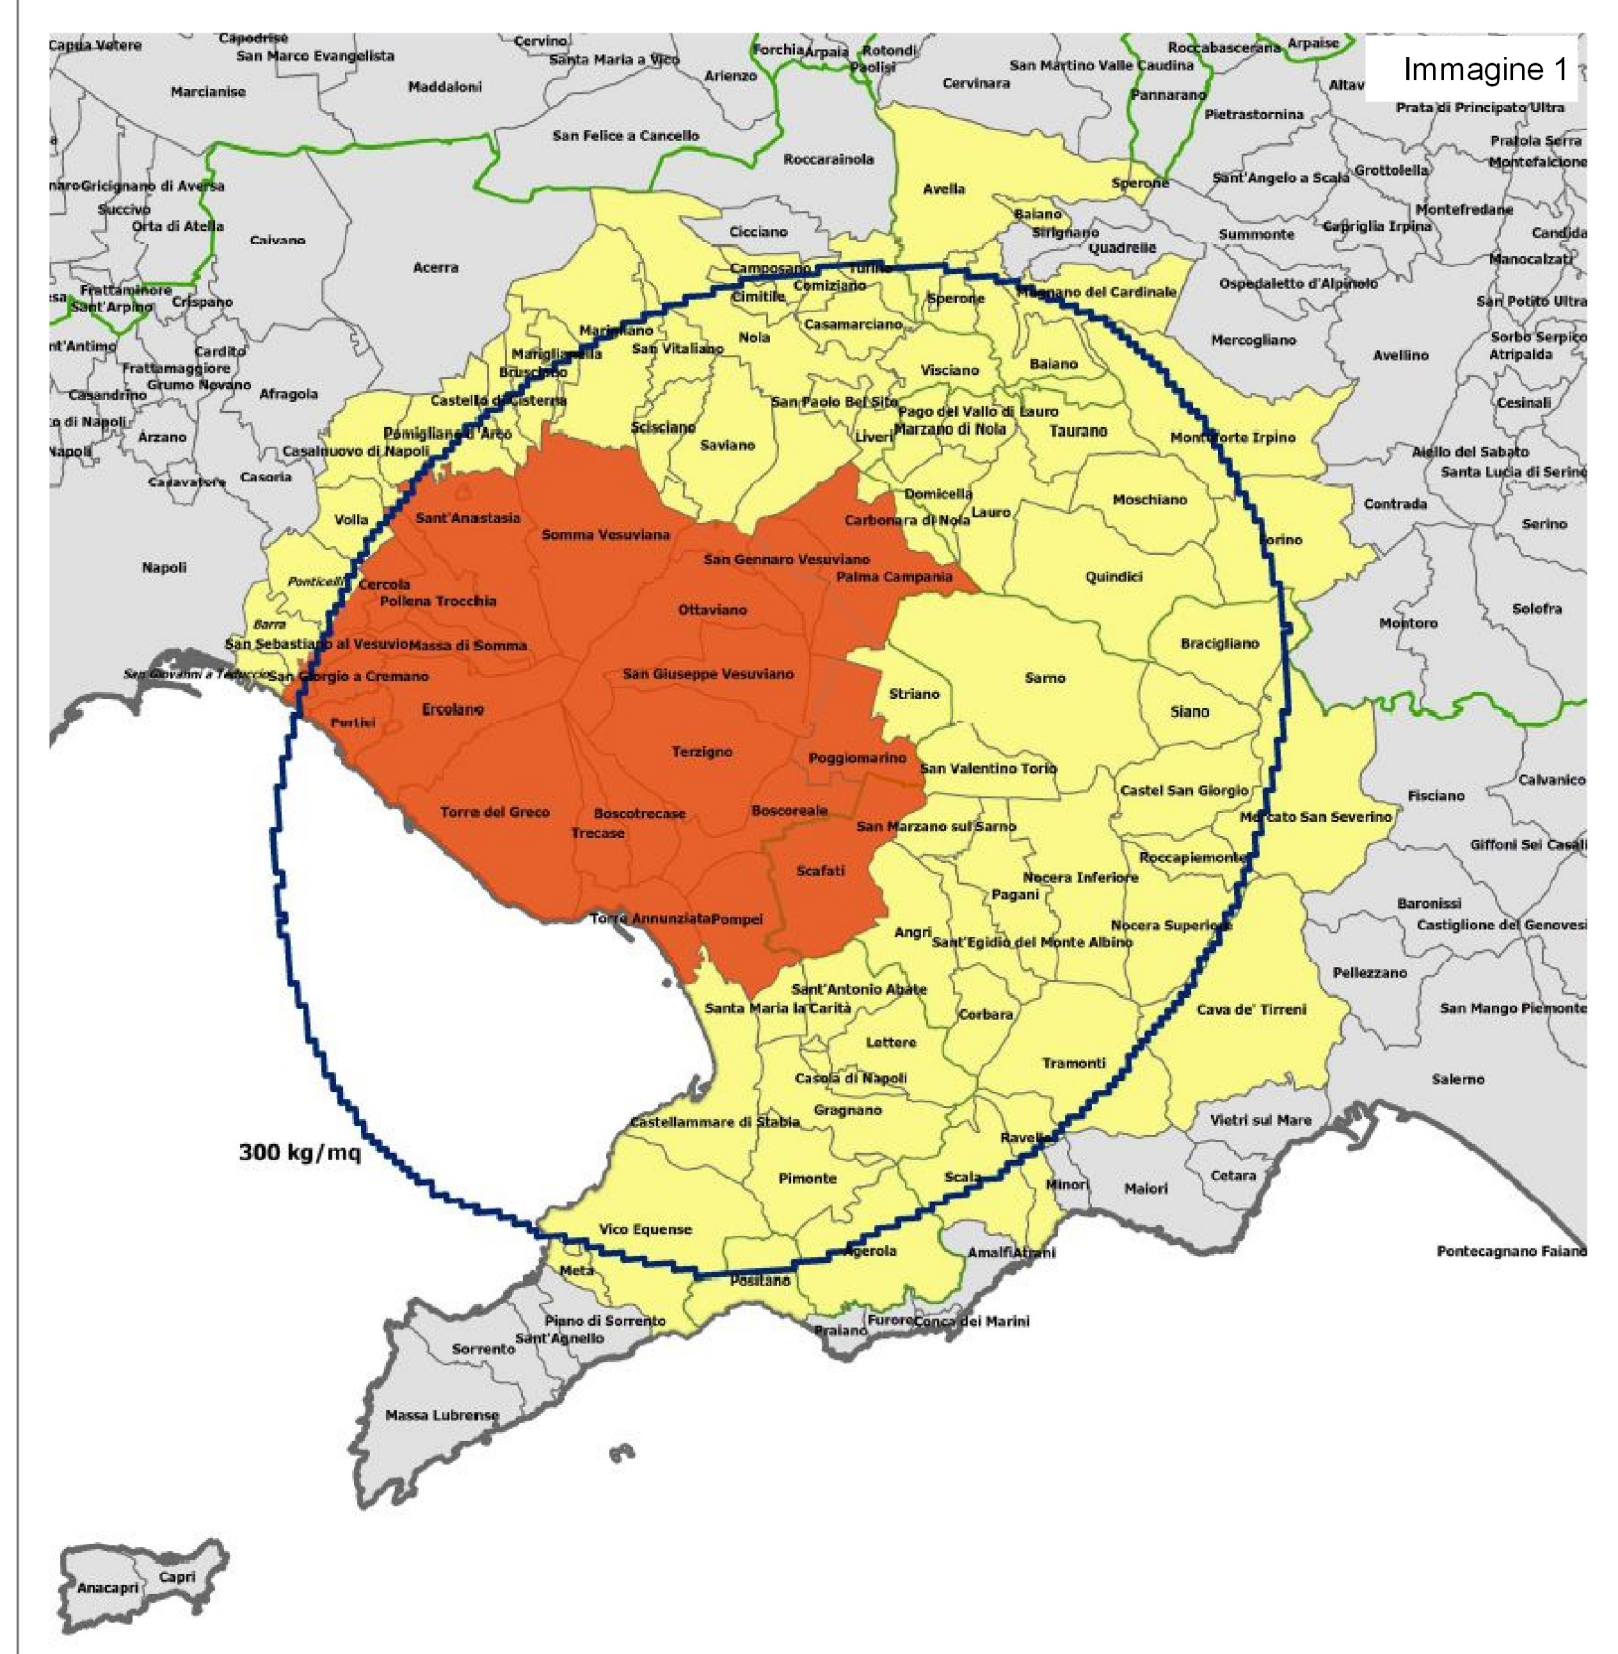 Capua Vetere
Capodrise
San Marco Evangelista
Cervino
Santa Maria a Vico
Forchia
Arpaia
Rotondi
Paolisi
Roccabascerana
Arpaise
Immagine 1
Marcianise
Maddaloni
Arienzo
Cervinara
San Martino Valle Caudina
Pannarano
Altav
Prata di Principato Ultra
Pietrastornina
San Felice a Cancello
Roccarainola
Pratola Serra
Montefalcione
Grottolella
Sant'Angelo a Scala
naro
Gricignano di Aversa
Avella
Sperone
Succivo
Orta di Atella
Caivano
Cicciano
Baiano
Sirignano
Quadrelle
Summonte
Capriglia Irpina
Montefredane
Candida
Manocalzati
Acerra
Camposano
Tufino
Comiziano
Cimitile
Sperone
Mugnano del Cardinale
Ospedaletto d'Alpinolo
San Potito Ultra
Frattaminore
Sant'Arpino
Crispano
esa
Marigliano
San Vitaliano
Nola
Casamarciano
Mercogliano
Avellino
Sorbo Serpico
Atripalda
nt'Antimo
Cardito
Frattamaggiore
Grumo Nevano
Casandrino
Afragola
Mariglianella
Brusciano
Castello di Cisterna
Visciano
Baiano
Cesinali
o di Napoli
Arzano
Napoli
Casalnuovo di Napoli
Pomigliano d'Arco
Scisciano
Saviano
San Paolo Bel Sito
Liveri
Pago del Vallo di Lauro
Marzano di Nola
Taurano
Monteforte Irpino
Aiello del Sabato
Santa Lucia di Serino
Casavatore
Casoria
Volla
Sant'Anastasia
Somma Vesuviana
Domicella
Carbonara di Nola
Lauro
Moschiano
Contrada
Serino
Forino
Napoli
Ponticelli
Cercola
Pollena Trocchia
San Gennaro Vesuviano
Palma Campania
Quindici
Ottaviano
Solofra
Montoro
Barra
San Sebastiano al Vesuvio
Massa di Somma
Bracigliano
San Giovanni a Teduccio
San Giorgio a Cremano
San Giuseppe Vesuviano
Striano
Sarno
Siano
Portici
Ercolano
Terzigno
Poggiomarino
San Valentino Torio
Castel San Giorgio
Calvanico
Fisciano
Torre del Greco
Boscotrecase
Trecase
Boscoreale
San Marzano sul Sarno
Mercato San Severino
Giffoni Sei Casali
Scafati
Roccapiemonte
Nocera Inferiore
Pagani
Baronissi
Castiglione del Genovesi
Torre Annunziata
Pompei
Angri
Sant'Egidio del Monte Albino
Nocera Superiore
Pellezzano
Sant'Antonio Abate
Santa Maria la Carità
Corbara
Cava de' Tirreni
San Mango Piemonte
Lettere
Casola di Napoli
Tramonti
Salerno
Gragnano
Castellammare di Stabia
Ravello
Vietri sul Mare
300 kg/mq
Pimonte
Scala
Minori
Maiori
Cetara
Vico Equense
Agerola
Amalfi
Atrani
Pontecagnano Faiano
Meta
Positano
Piano di Sorrento
Sant'Agnello
Praiano
Furore
Conca dei Marini
Sorrento
Massa Lubrense
Anacapri
Capri